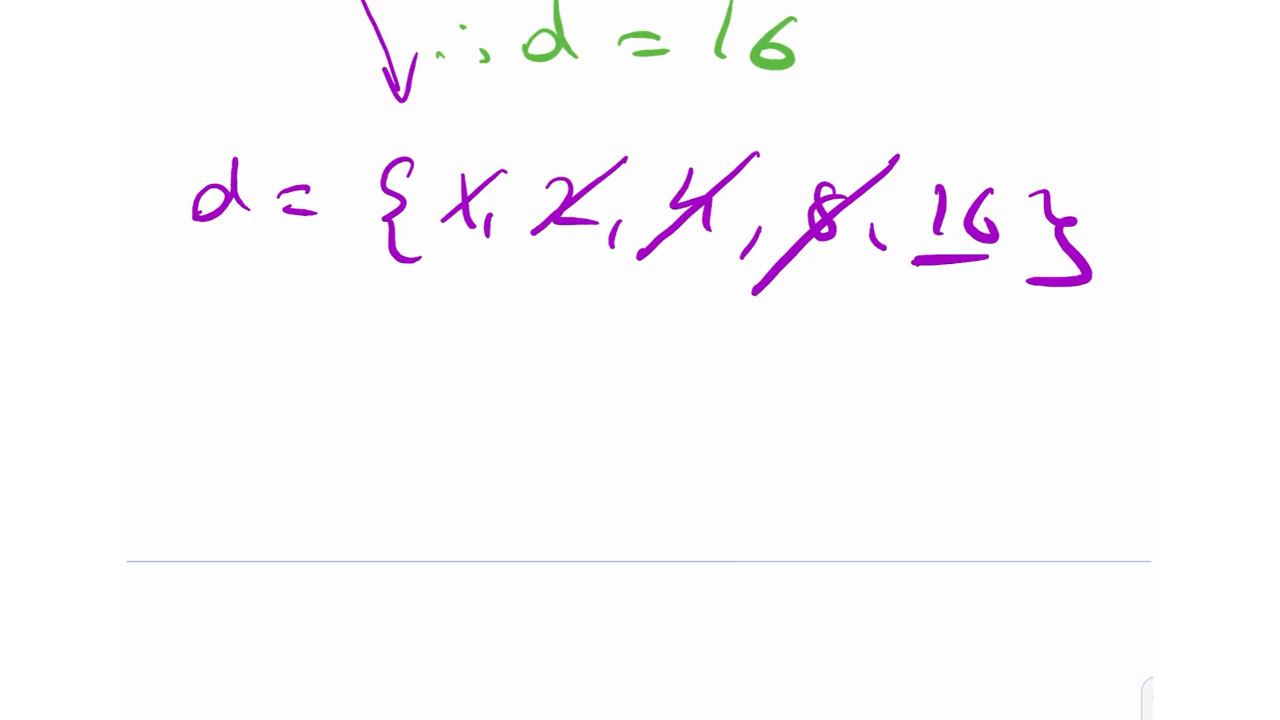 ∴ d = 16
d = {1, 2, 4, 8, 16}